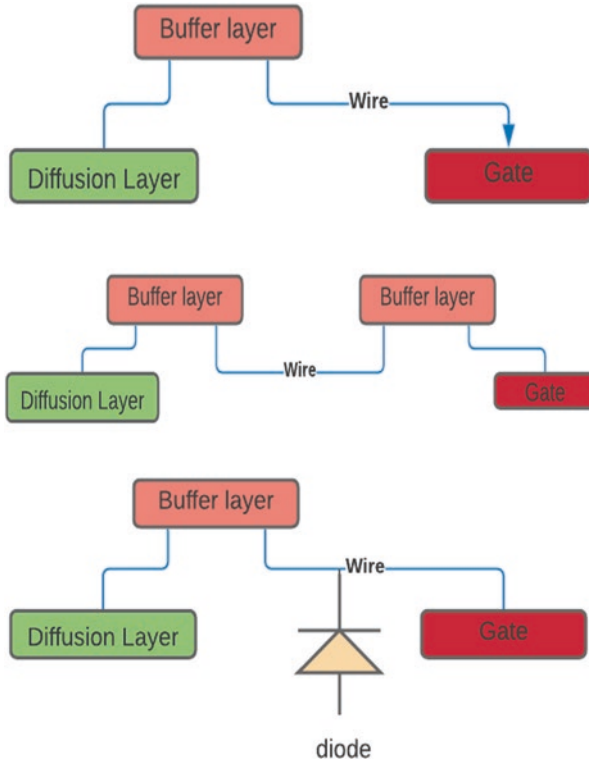 Buffer layer
Wire
Diffusion Layer
Gate
Buffer layer
Buffer layer
Wire
Diffusion Layer
Gate
Buffer layer
Wire
Diffusion Layer
Gate
diode